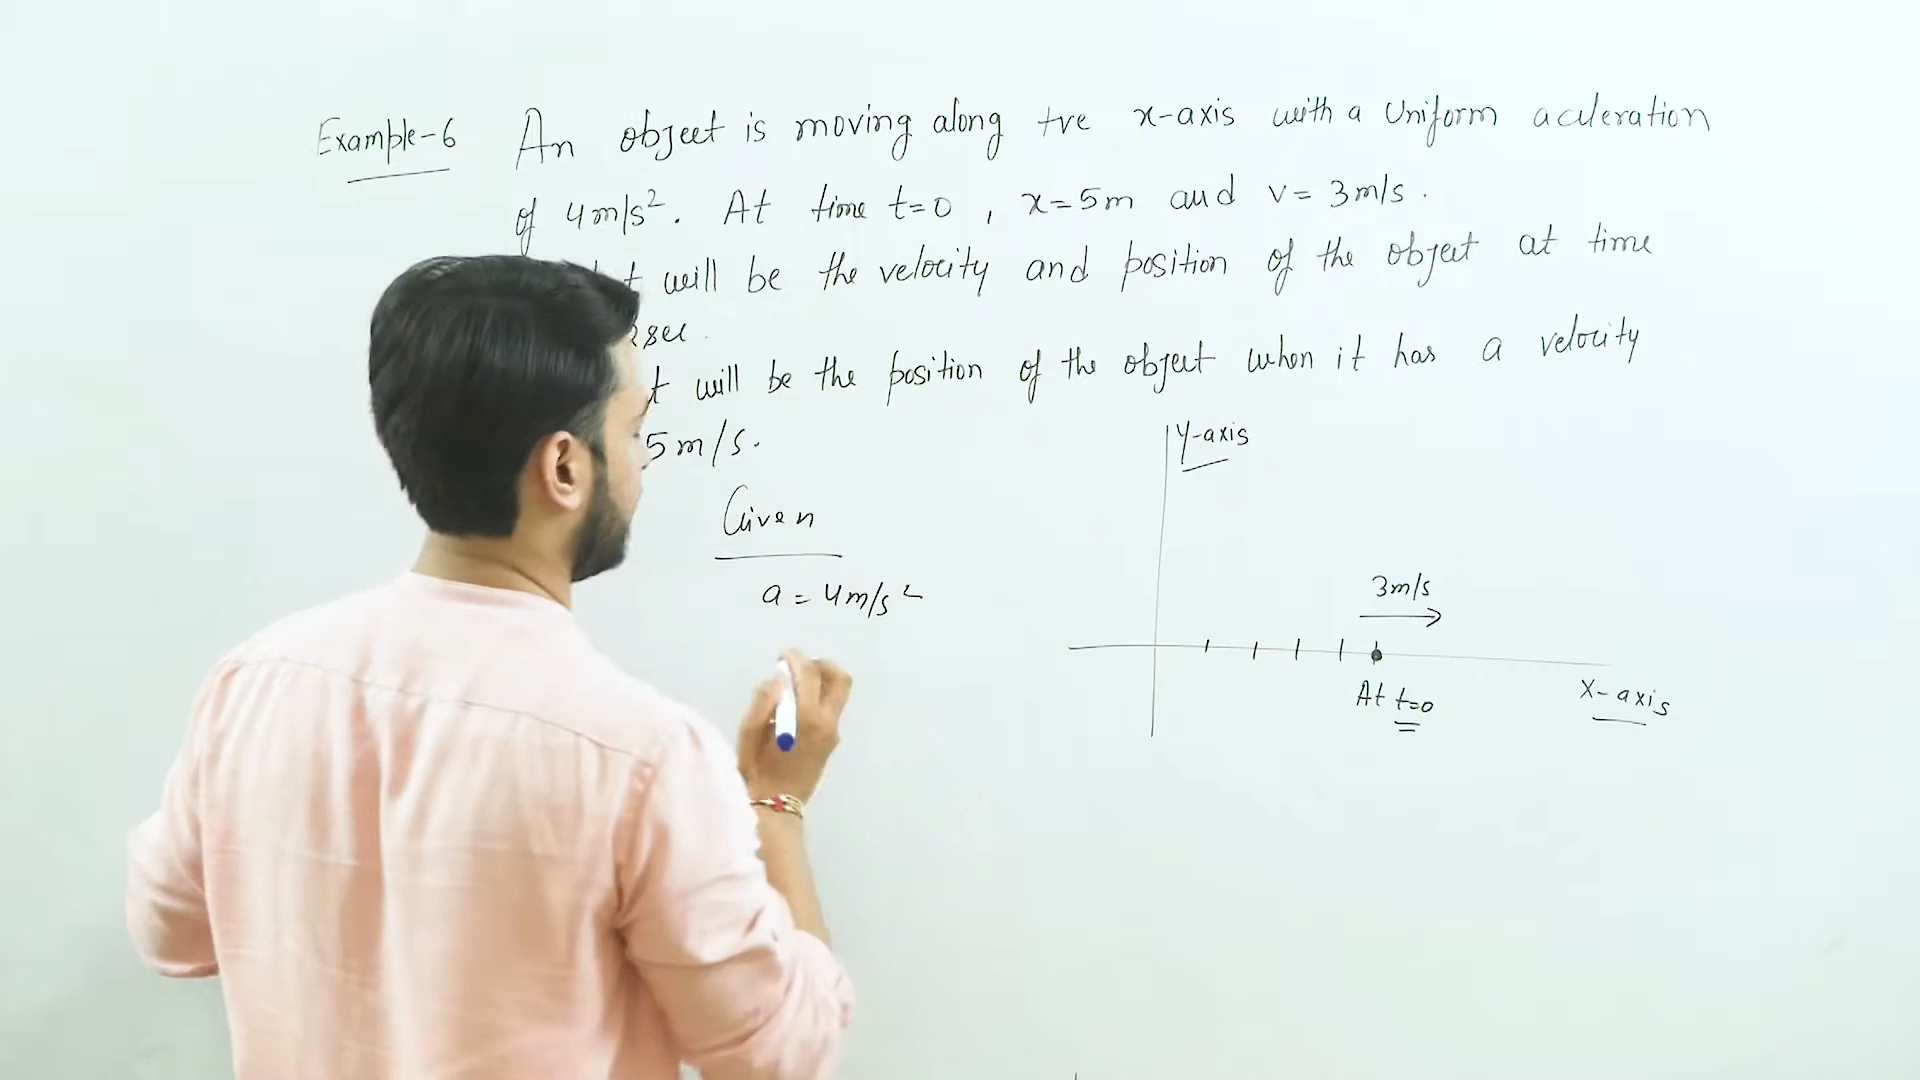 Example-6 An object is moving along +ve x-axis with a Uniform acceleration
of 4m/s². At time t=0, x=5m and v= 3m/s.
will be the velocity and position of the object at time
sec.
will be the position of the object when it has a velocity
5m/s.
Y-axis
Given
a = 4m/s²
3m/s
At t=0
X-axis